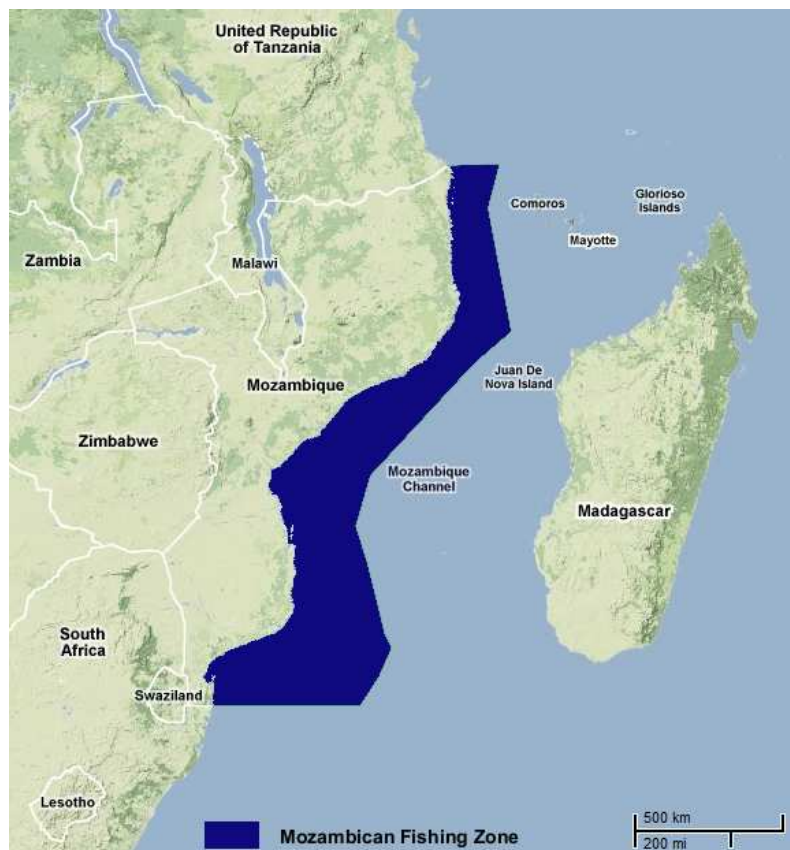 United Republic
of Tanzania
Comoros
Glorioso
Islands
Mayotte
Zambia
Malawi
Juan De
Nova Island
Mozambique
Zimbabwe
Mozambique
Channel
Madagascar
South
Africa
Swaziland
Lesotho
Mozambican Fishing Zone
500 km
200 mi